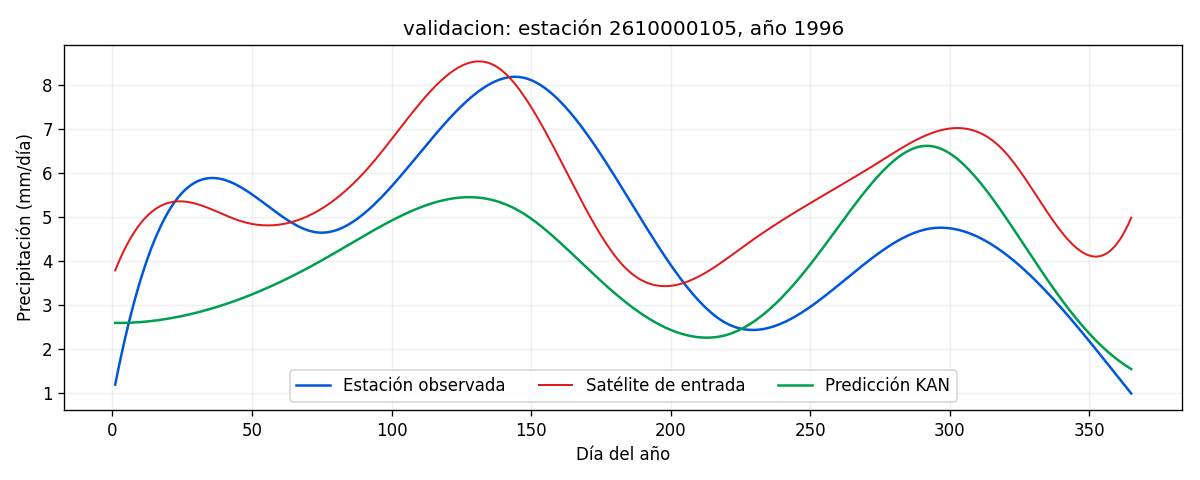 validacion: estación 2610000105, año 1996
Precipitación (mm/día)
8
7
6
5
4
3
2
1
Estación observada
Satélite de entrada
Predicción KAN
0 50 100 150 200 250 300 350
Día del año